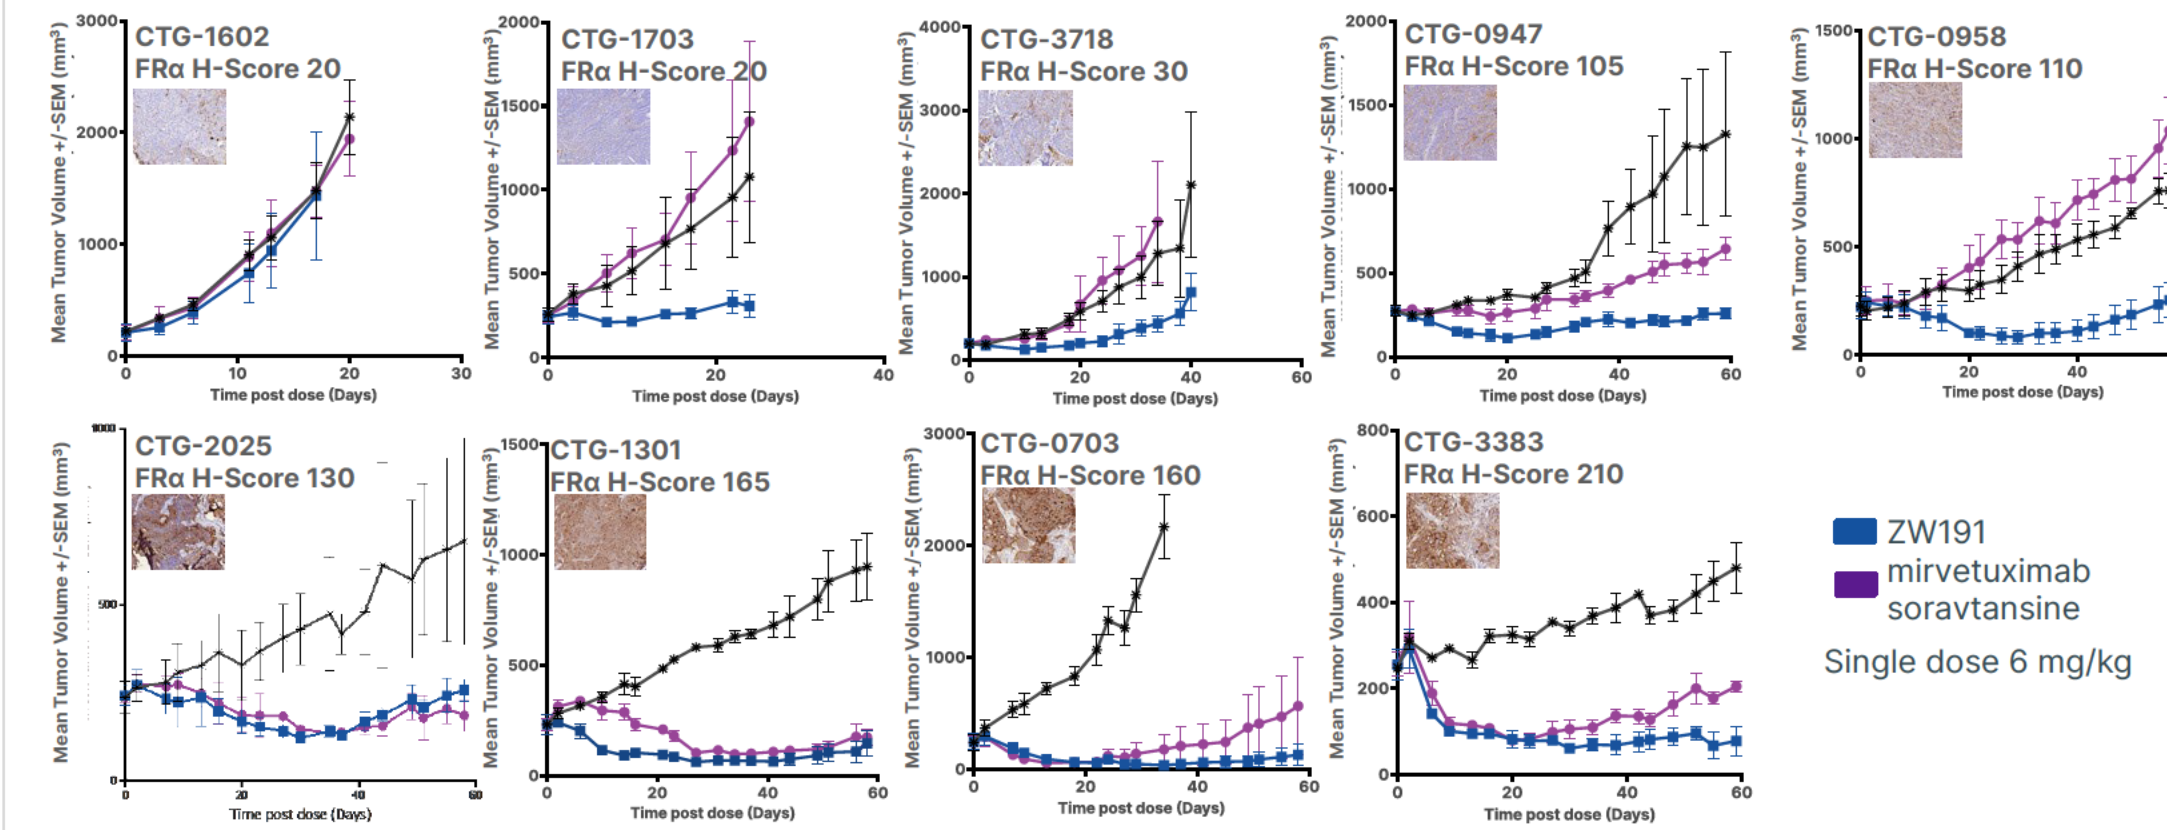 CTG-1602
FRα H-Score 20
Mean Tumor Volume +/-SEM (mm³)
3000
2000
1000
0
0 10 20 30
Time post dose (Days)
CTG-1703
FRα H-Score 20
Mean Tumor Volume +/-SEM (mm³)
2000
1500
1000
500
0
0 20 40
Time post dose (Days)
CTG-3718
FRα H-Score 30
Mean Tumor Volume +/-SEM (mm³)
4000
3000
2000
1000
0
0 20 40 60
Time post dose (Days)
CTG-0947
FRα H-Score 105
Mean Tumor Volume +/-SEM (mm³)
2000
1500
1000
500
0
0 20 40 60
Time post dose (Days)
CTG-0958
FRα H-Score 110
Mean Tumor Volume +/-SEM (mm³)
1500
1000
500
0
0 20 40
Time post dose (Days)
CTG-2025
FRα H-Score 130
Mean Tumor Volume +/-SEM (mm³)
1000
500
0
0 20 40 60
Time post dose (Days)
CTG-1301
FRα H-Score 165
Mean Tumor Volume +/-SEM (mm³)
1500
1000
500
0
0 20 40 60
Time post dose (Days)
CTG-0703
FRα H-Score 160
Mean Tumor Volume +/-SEM (mm³)
3000
2000
1000
0
0 20 40 60
Time post dose (Days)
CTG-3383
FRα H-Score 210
Mean Tumor Volume +/-SEM (mm³)
800
600
400
200
0
0 20 40 60
Time post dose (Days)
ZW191
mirvetuximab
soravtansine
Single dose 6 mg/kg